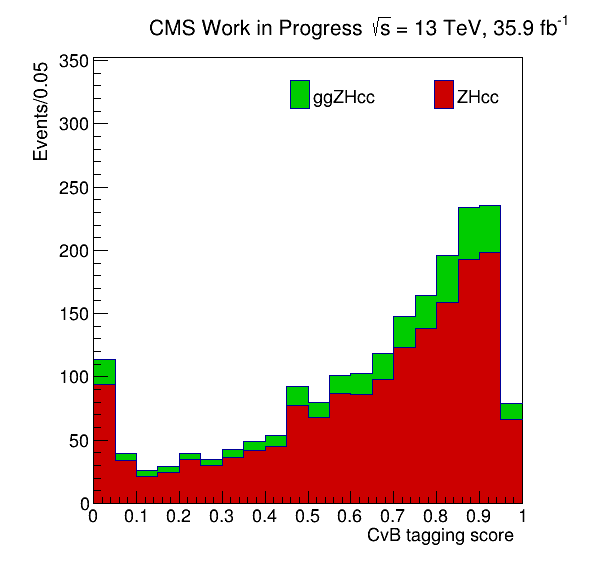 CMS Work in Progress √s = 13 TeV, 35.9 fb⁻¹
Events/0.05
350
300
250
200
150
100
50
0
ggZHcc
ZHcc
0 0.1 0.2 0.3 0.4 0.5 0.6 0.7 0.8 0.9 1
CvB tagging score